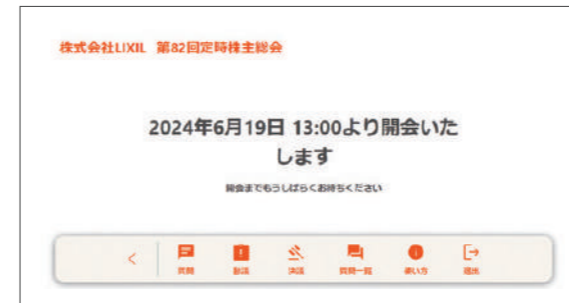 株式会社LIXIL 第82回定時株主総会
2024年6月19日 13:00より開会いた
します
開会までもうしばらくお待ちください
質問 動議 決議 質問一覧 使い方 退出